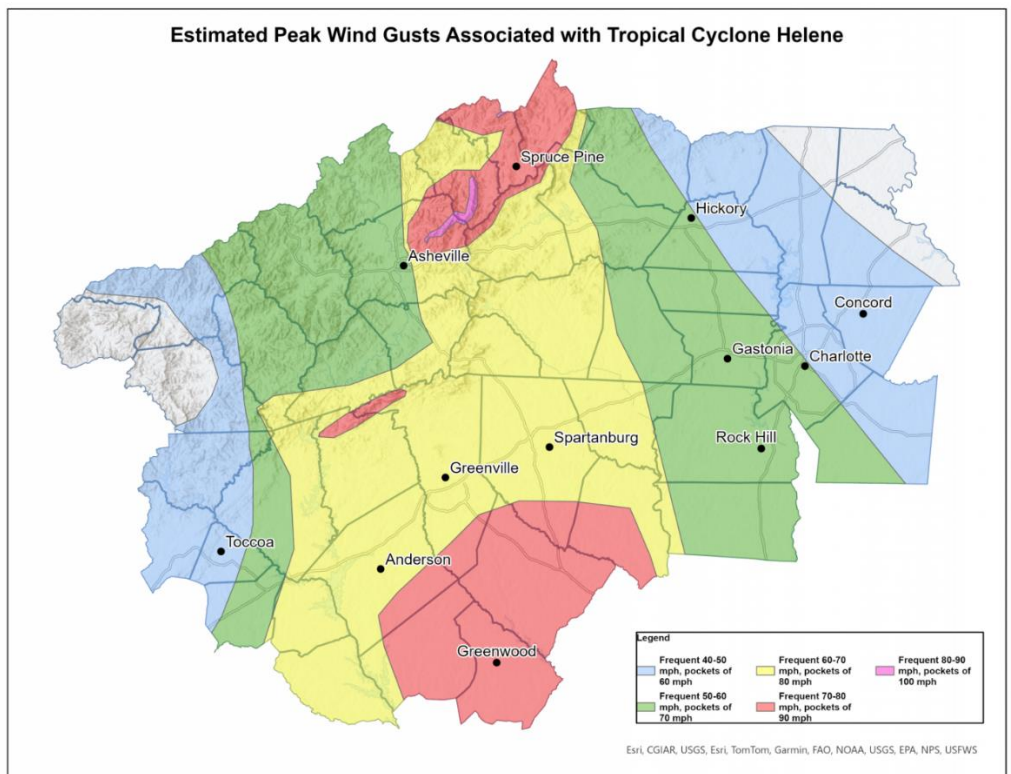 Estimated Peak Wind Gusts Associated with Tropical Cyclone Helene
Spruce Pine
Hickory
Asheville
Concord
Gastonia
Charlotte
Spartanburg
Rock Hill
Greenville
Toccoa
Anderson
Greenwood
Legend
Frequent 40-50
mph, pockets of
60 mph
Frequent 60-70
mph, pockets of
80 mph
Frequent 80-90
mph, pockets of
100 mph
Frequent 50-60
mph, pockets of
70 mph
Frequent 70-80
mph, pockets of
90 mph
Esri, CGIAR, USGS, Esri, TomTom, Garmin, FAO, NOAA, USGS, EPA, NPS, USFWS